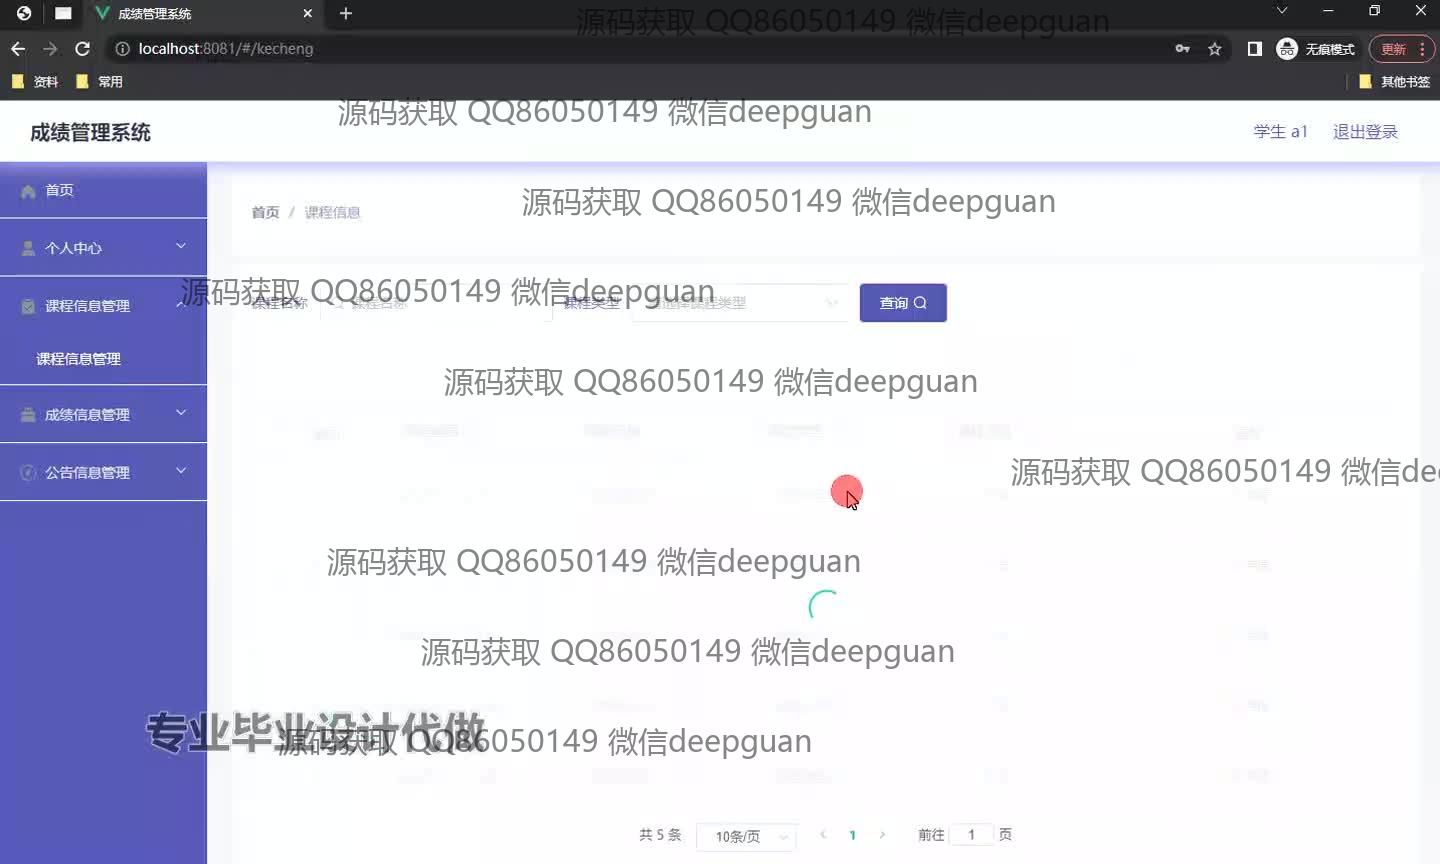 成绩管理系统
源码获取 QQ86050149 微信deepguan
localhost:8081/#/kecheng
无痕模式
更新
资料
常用
其他书签
源码获取 QQ86050149 微信deepguan
成绩管理系统
学生 a1
退出登录
首页
源码获取 QQ86050149 微信deepguan
首页 / 课程信息
个人中心
源码获取 QQ86050149 微信deepguan
课程信息管理
课程名称
课程名称
课程类型
请选择课程类型
查询
课程信息管理
源码获取 QQ86050149 微信deepguan
成绩信息管理
公告信息管理
源码获取 QQ86050149 微信dee
源码获取 QQ86050149 微信deepguan
源码获取 QQ86050149 微信deepguan
专业毕业设计代做
源码获取 QQ86050149 微信deepguan
共 5 条
10条/页
1
前往 1 页